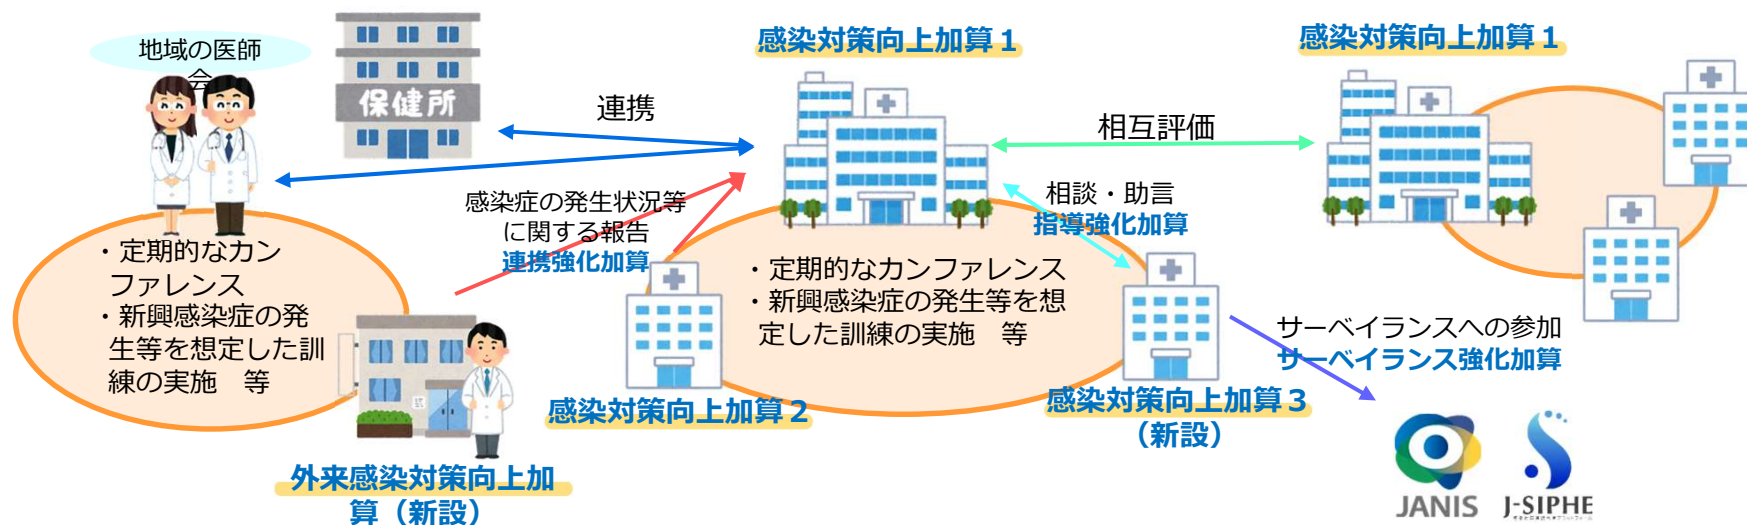 地域の医師
会
保健所
連携
感染対策向上加算１
相互評価
感染対策向上加算１
感染症の発生状況等
に関する報告
連携強化加算
相談・助言
指導強化加算
・定期的なカン
ファレンス
・新興感染症の発
生等を想定した訓
練の実施　等
・定期的なカンファレンス
・新興感染症の発生等を想
定した訓練の実施　等
サーベイランスへの参加
サーベイランス強化加算
感染対策向上加算２
感染対策向上加算３
（新設）
外来感染対策向上加
算（新設）
JANIS
J-SIPHE